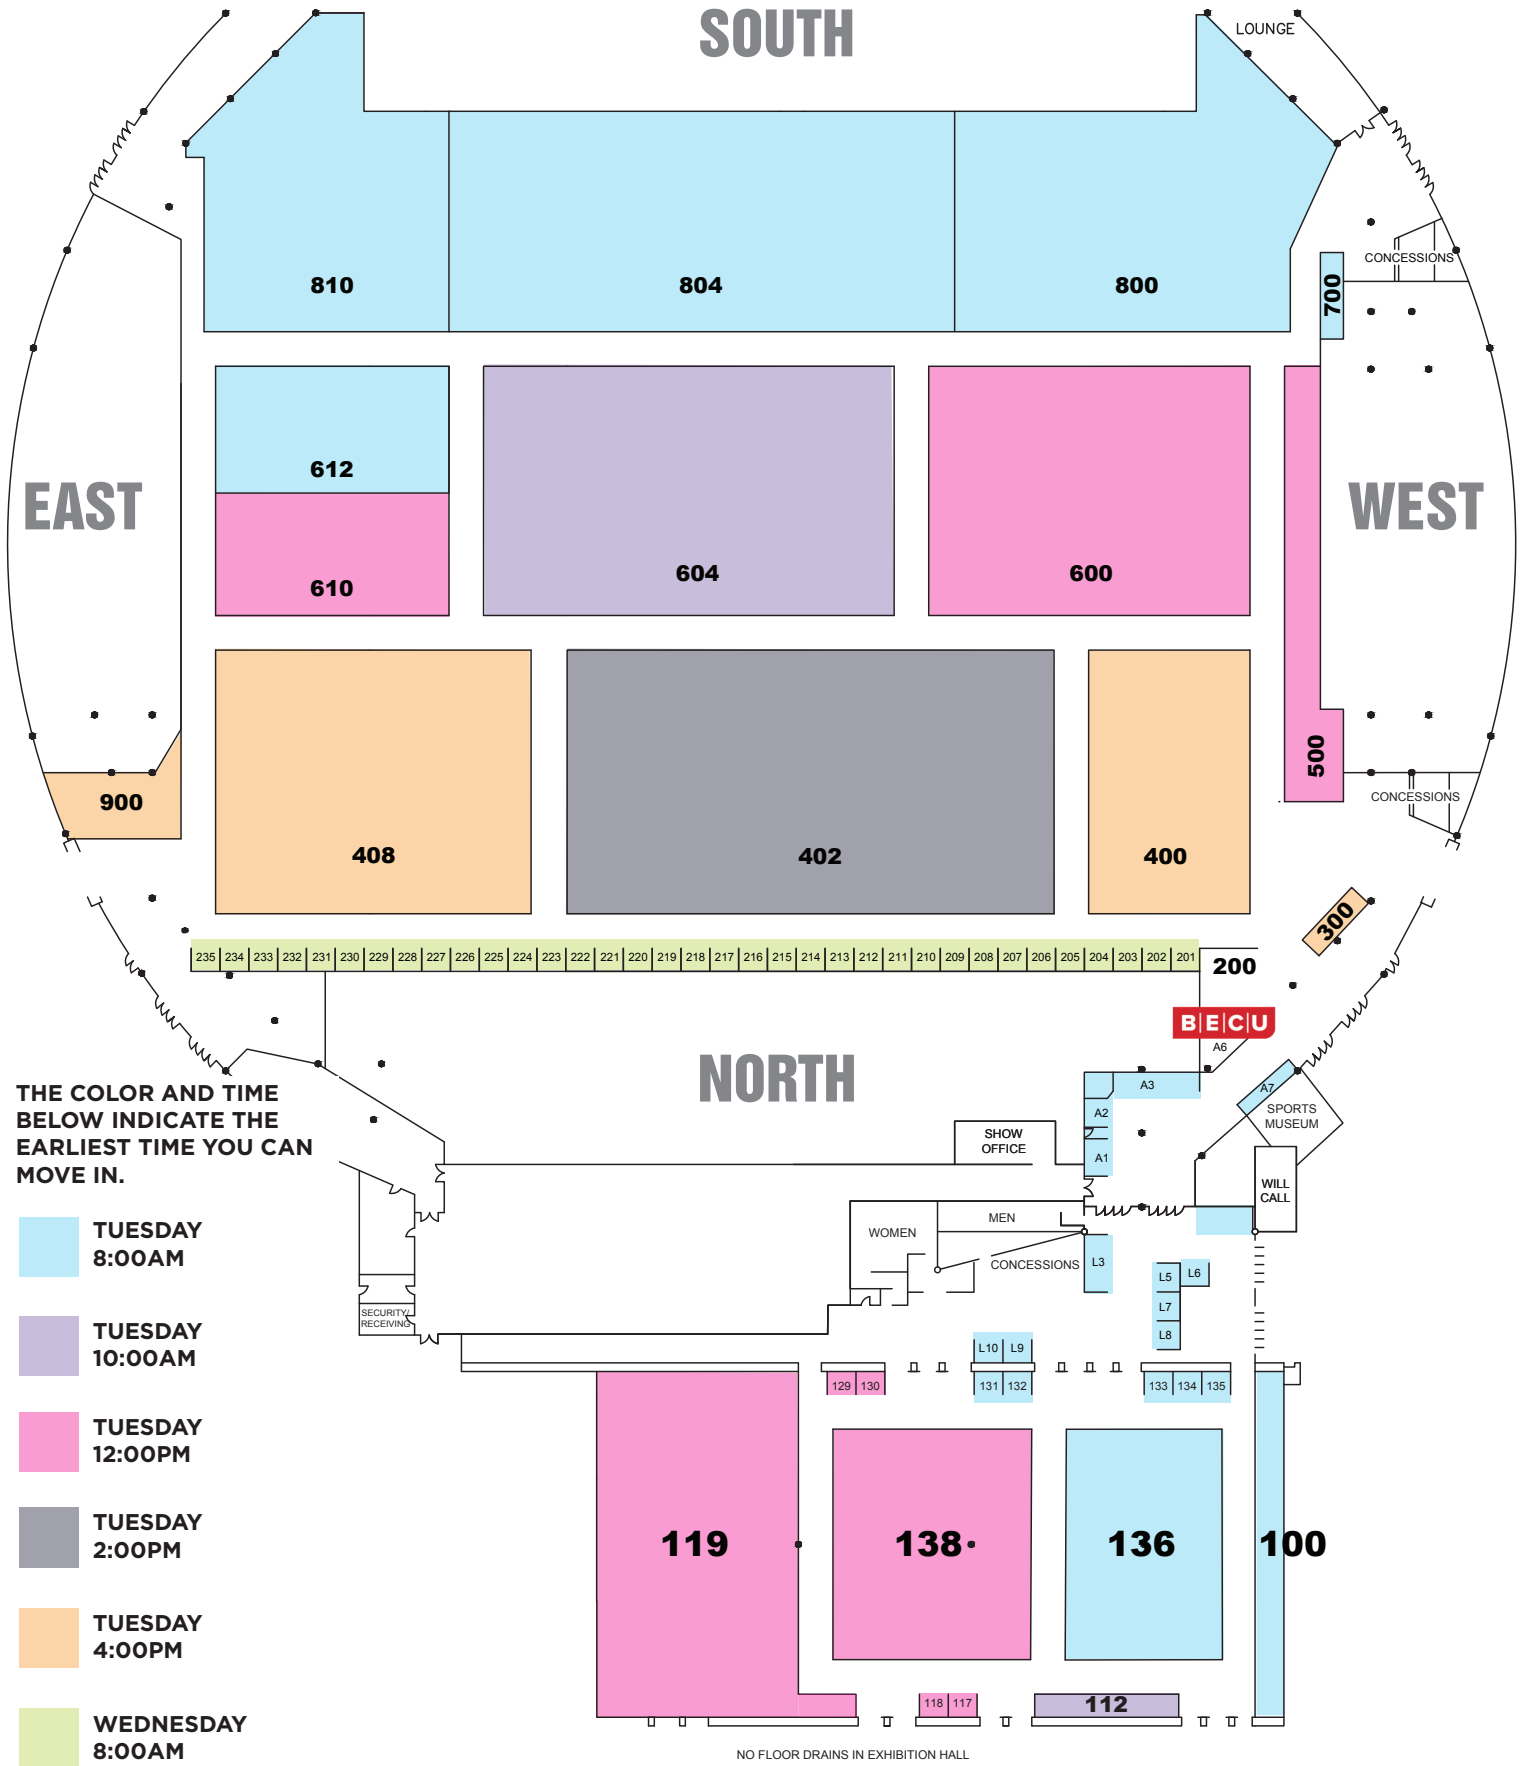 SOUTH
LOUNGE
810
804
800
CONCESSIONS
700
612
EAST
WEST
610
604
600
500
CONCESSIONS
900
408
402
400
300
235 234 233 232 231 230 229 228 227 226 225 224 223 222 221 220 219 218 217 216 215 214 213 212 211 210 209 208 207 206 205 204 203 202 201
200
BECU
A6
NORTH
A3
A7
A2
SPORTS
MUSEUM
A1
SHOW
OFFICE
WILL
CALL
THE COLOR AND TIME
BELOW INDICATE THE
EARLIEST TIME YOU CAN
MOVE IN.
TUESDAY
8:00AM
TUESDAY
10:00AM
TUESDAY
12:00PM
TUESDAY
2:00PM
TUESDAY
4:00PM
WEDNESDAY
8:00AM
WOMEN
MEN
CONCESSIONS
L3
L5
L6
L7
L8
SECURITY/
RECEIVING
L10 L9
129 130
131 132
133 134 135
119
138
136
100
118 117
112
NO FLOOR DRAINS IN EXHIBITION HALL